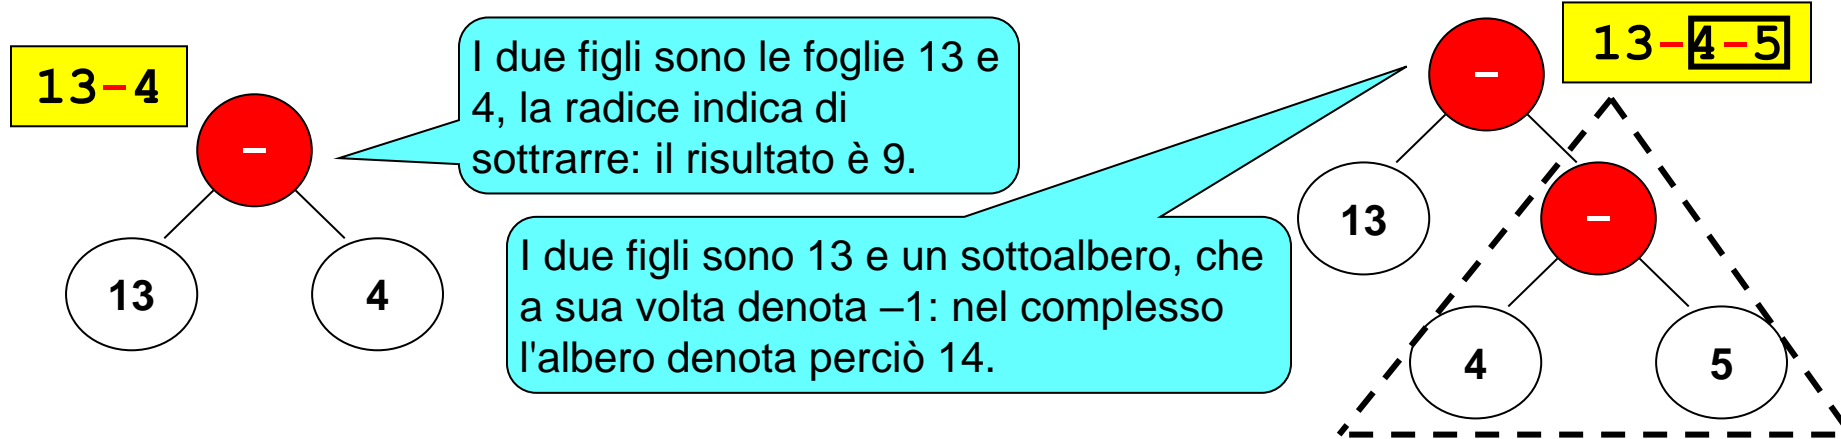 13-4
–
13
4
I due figli sono le foglie 13 e
4, la radice indica di
sottrarre: il risultato è 9.
I due figli sono 13 e un sottoalbero, che
a sua volta denota –1: nel complesso
l'albero denota perciò 14.
13-4-5
–
13
–
4
5